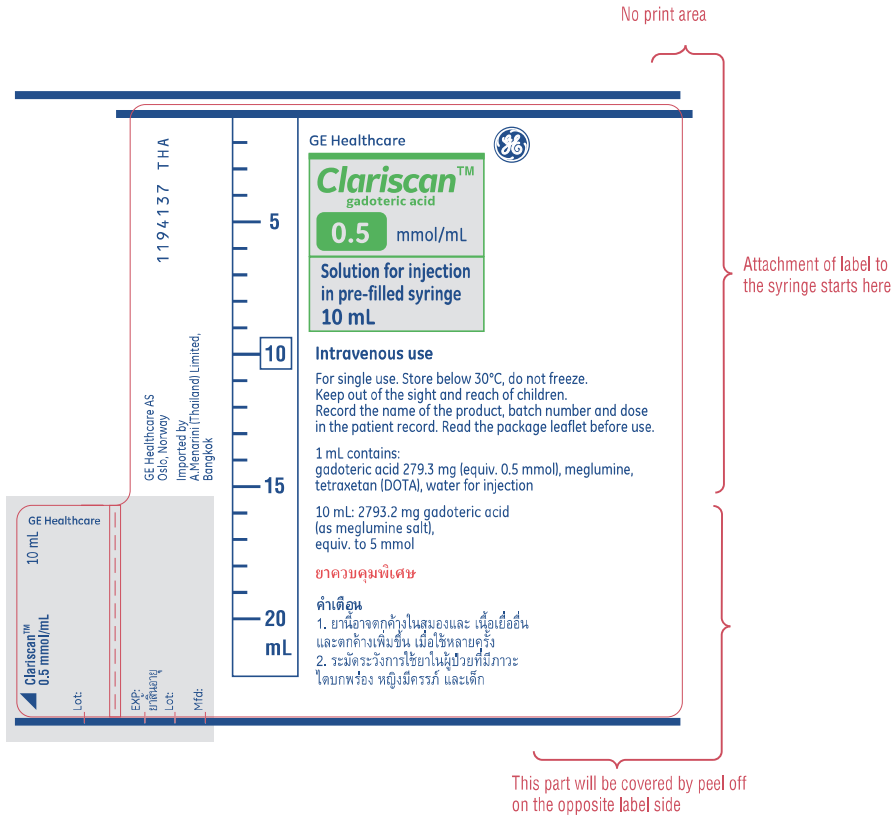 No print area
1194137 THA
GE Healthcare AS
Oslo, Norway
Imported by
A.Menarini (Thailand) Limited,
Bangkok
5
10
15
20
mL
GE Healthcare
Clariscan™
gadoteric acid
0.5 mmol/mL
Solution for injection
in pre-filled syringe
10 mL
Intravenous use
For single use. Store below 30°C, do not freeze.
Keep out of the sight and reach of children.
Record the name of the product, batch number and dose
in the patient record. Read the package leaflet before use.
1 mL contains:
gadoteric acid 279.3 mg (equiv. 0.5 mmol), meglumine,
tetraxetan (DOTA), water for injection
10 mL: 2793.2 mg gadoteric acid
(as meglumine salt),
equiv. to 5 mmol
ยาควบคุมพิเศษ
คำเตือน
1. ยานี้อาจตกค้างในสมองและ เนื้อเยื่ออื่น
และตกค้างเพิ่มขึ้น เมื่อใช้หลายครั้ง
2. ระมัดระวังการใช้ยาในผู้ป่วยที่มีภาวะ
ไตบกพร่อง หญิงมีครรภ์ และเด็ก
GE Healthcare
10 mL
Clariscan™
0.5 mmol/mL
Lot:
EXP:
ยาสิ้นอายุ
Lot:
Mfd:
Attachment of label to
the syringe starts here
This part will be covered by peel off
on the opposite label side